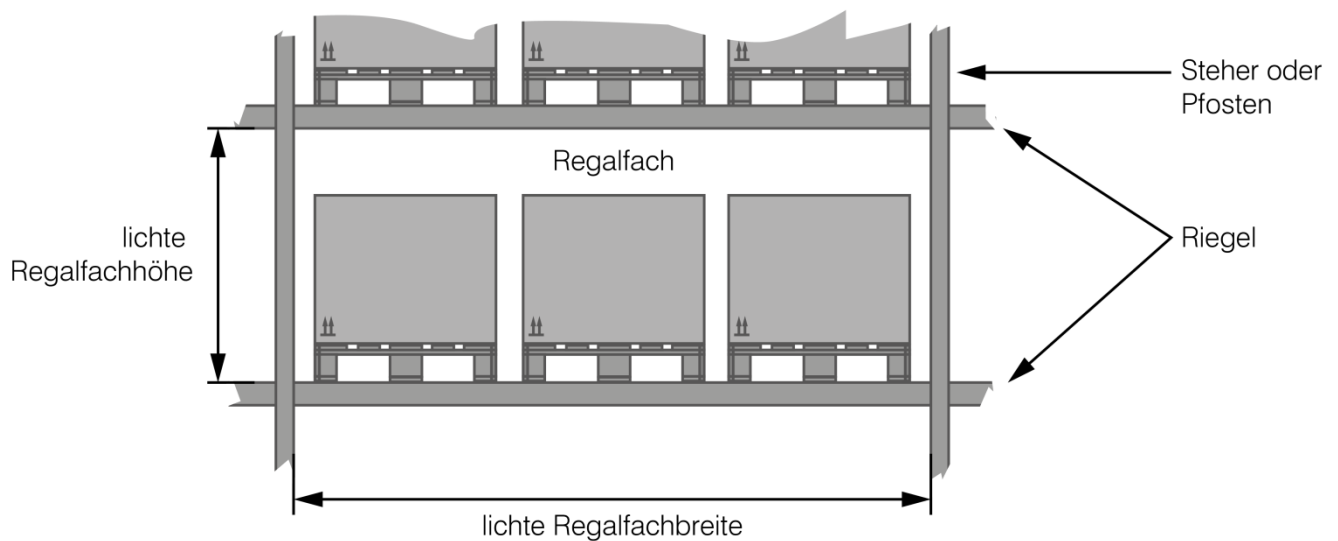 Steher oder
Pfosten
Regalfach
lichte
Regalfachhöhe
Riegel
lichte Regalfachbreite